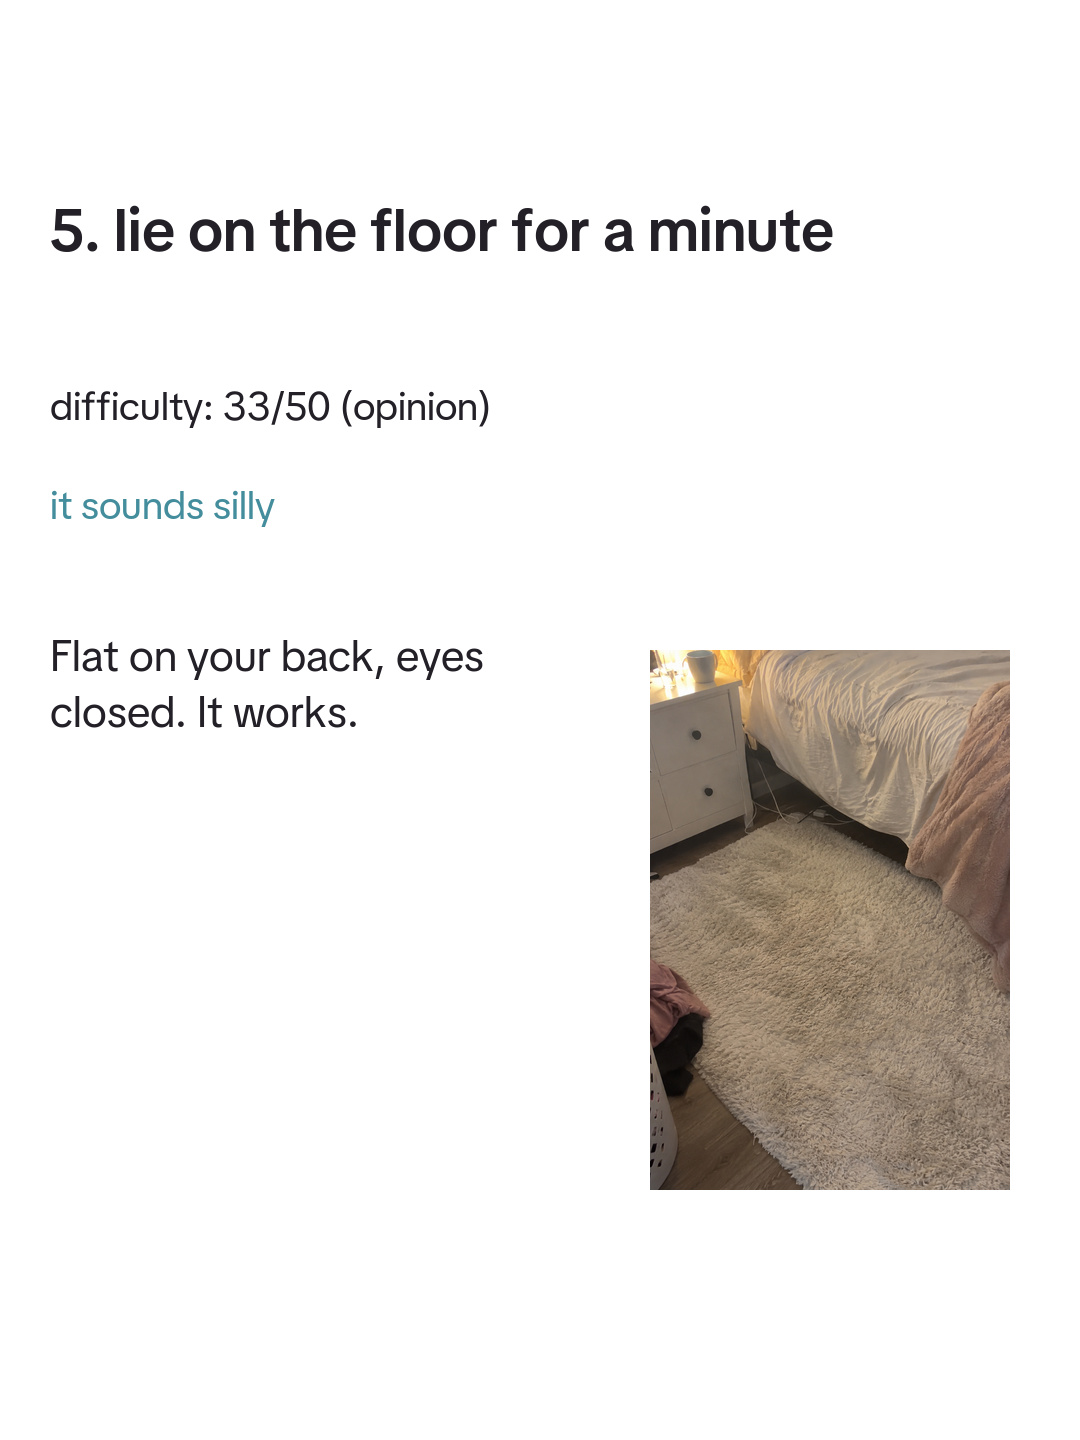 5. lie on the floor for a minute
difficulty: 33/50 (opinion)
it sounds silly
Flat on your back, eyes
closed. It works.